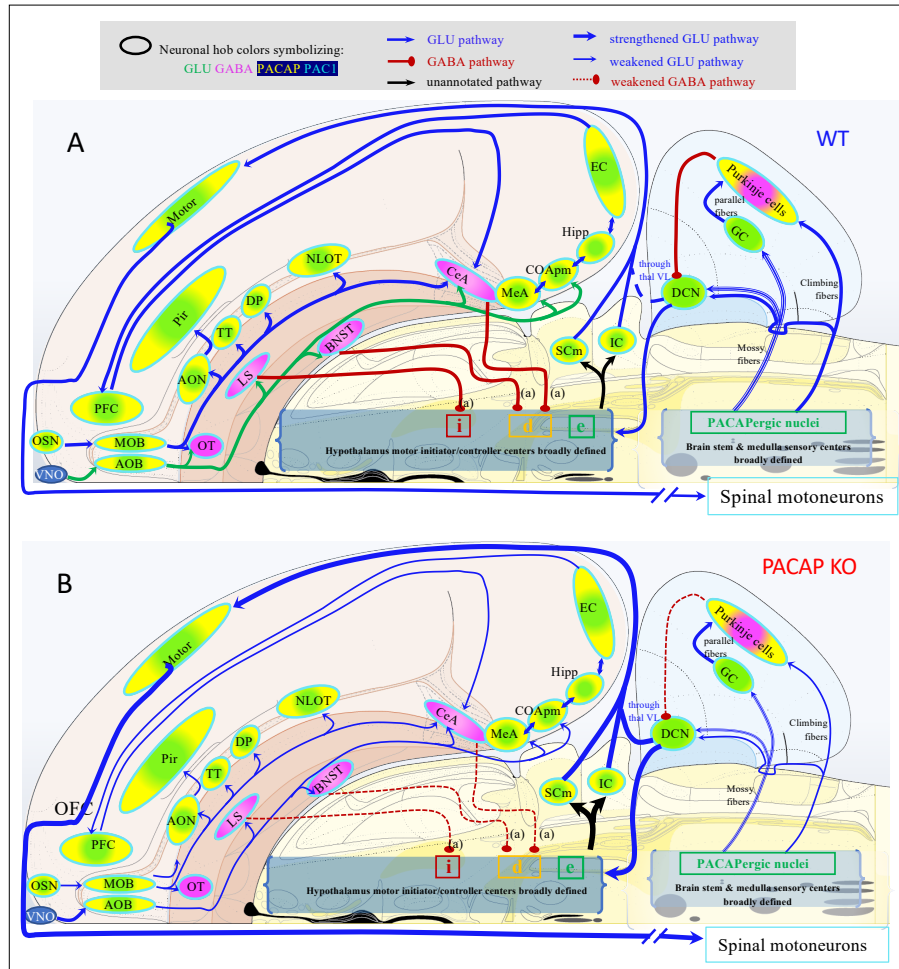 Neuronal hob colors symbolizing:
GLU GABA PACAP PAC1
GLU pathway
GABA pathway
unannotated pathway
strengthened GLU pathway
weakened GLU pathway
weakened GABA pathway
A
WT
Motor
EC
Purkinje cells
parallel
fibers
GC
Hipp
NLOT
CeA
COApm
MeA
through
thal VL
DCN
Climbing
fibers
Pir
DP
TT
BNST
SCm
IC
Mossy
fibers
AON
LS
PFC
(a)
(a)
(a)
i
d
e
PACAPergic nuclei
OSN
MOB
OT
VNO
AOB
Hypothalamus motor initiator/controller centers broadly defined
Brain stem & medulla sensory centers
broadly defined
Spinal motoneurons
B
PACAP KO
Motor
EC
Purkinje cells
parallel
fibers
GC
Hipp
NLOT
CeA
COApm
MeA
through
thal VL
DCN
Climbing
fibers
Pir
DP
TT
BNST
SCm
IC
Mossy
fibers
OFC
AON
LS
PFC
(a)
(a)
(a)
i
d
e
PACAPergic nuclei
OSN
MOB
OT
VNO
AOB
Hypothalamus motor initiator/controller centers broadly defined
Brain stem & medulla sensory centers
broadly defined
Spinal motoneurons